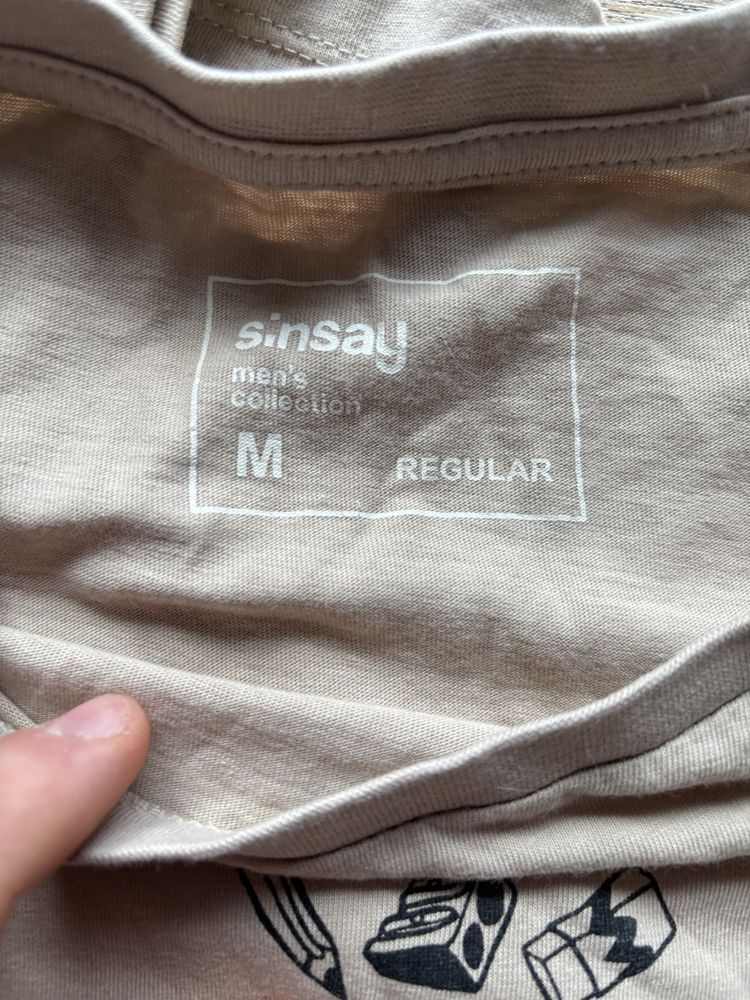 sinsay
men's
collection
M REGULAR